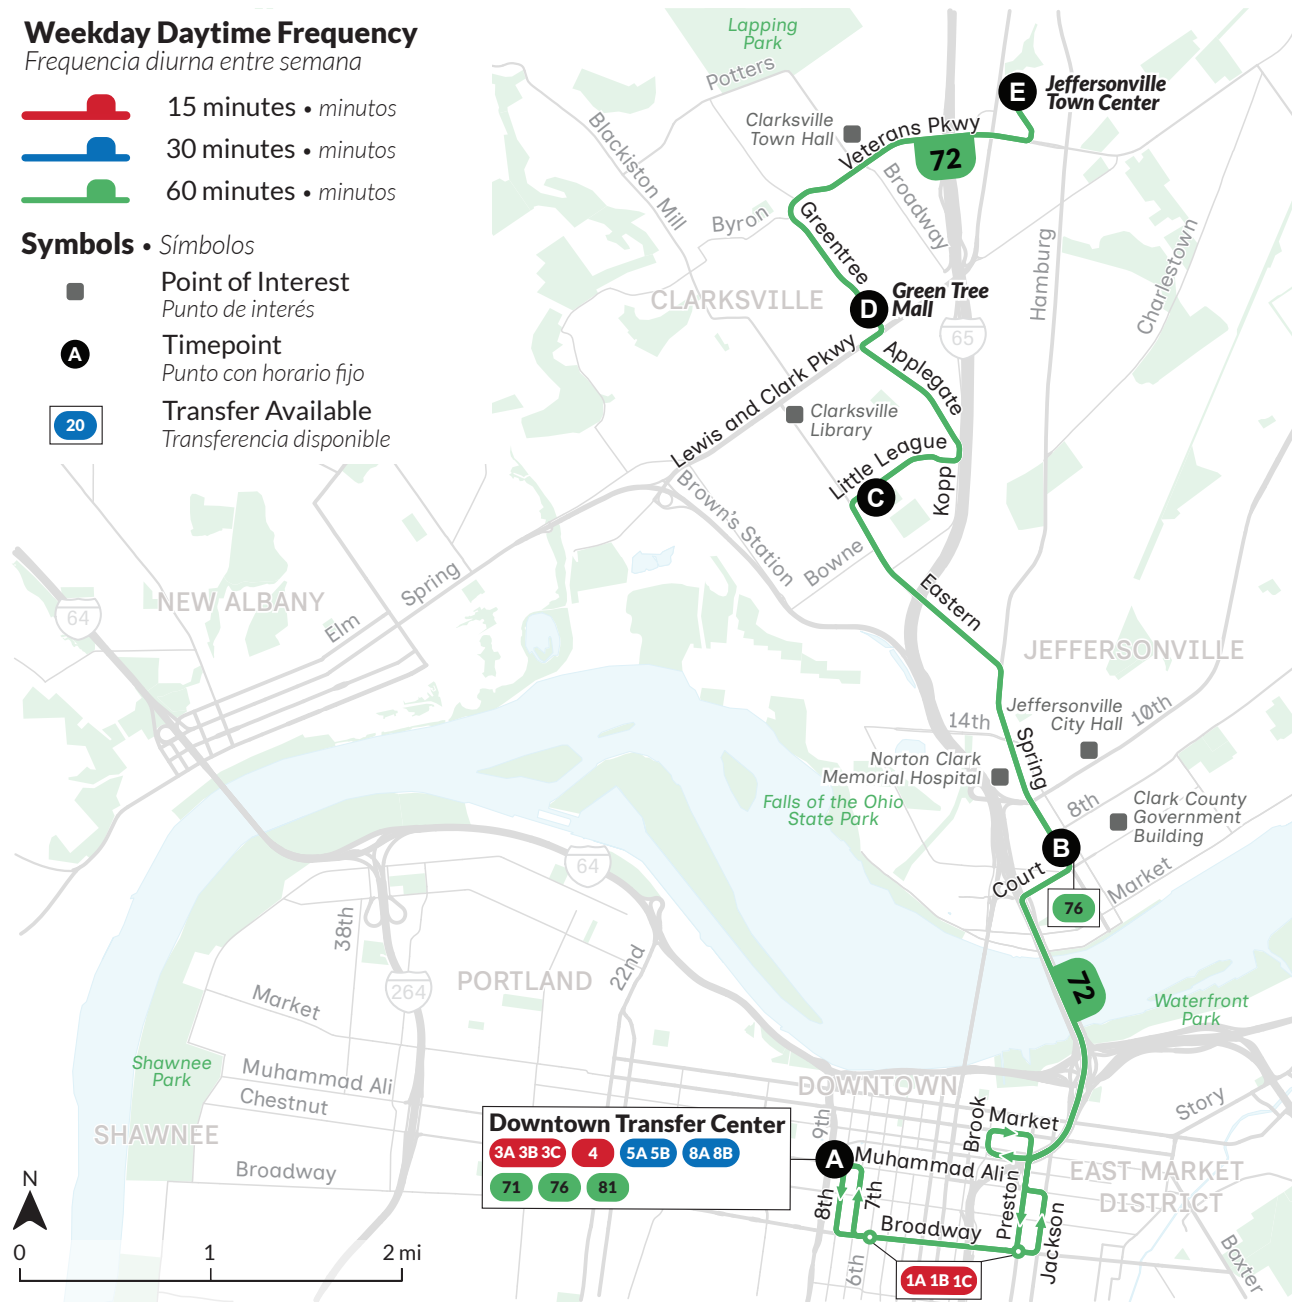 Weekday Daytime Frequency
Frequencia diurna entre semana
15 minutes • minutos
30 minutes • minutos
60 minutes • minutos
Symbols • Símbolos
Point of Interest
Punto de interés
A
Timepoint
Punto con horario fijo
20
Transfer Available
Transferencia disponible
Lapping
Park
Potters
E
Jeffersonville
Town Center
Clarksville
Town Hall
Veterans Pkwy
72
Blackiston Mill
Broadway
Byron
Greentree
Hamburg
Charlestown
CLARKSVILLE
D
Green Tree
Mall
65
Lewis and Clark Pkwy
Applegate
Clarksville
Library
Little League
Kopp
C
Brown's Station
Bowne
Eastern
Spring
Elm
NEW ALBANY
64
JEFFERSONVILLE
Jeffersonville
City Hall
10th
14th
Spring
Norton Clark
Memorial Hospital
8th
Clark County
Government
Building
Falls of the Ohio
State Park
B
Court
Market
76
64
38th
22nd
264
PORTLAND
72
Waterfront
Park
Market
Shawnee
Park
Muhammad Ali
Chestnut
SHAWNEE
Broadway
DOWNTOWN
9th
Brook
Market
Story
Downtown Transfer Center
3A 3B 3C
4
5A 5B
8A 8B
71
76
81
A
Muhammad Ali
8th
7th
Preston
Jackson
Broadway
EAST MARKET
DISTRICT
6th
1A 1B 1C
Baxter
N
0
1
2 mi